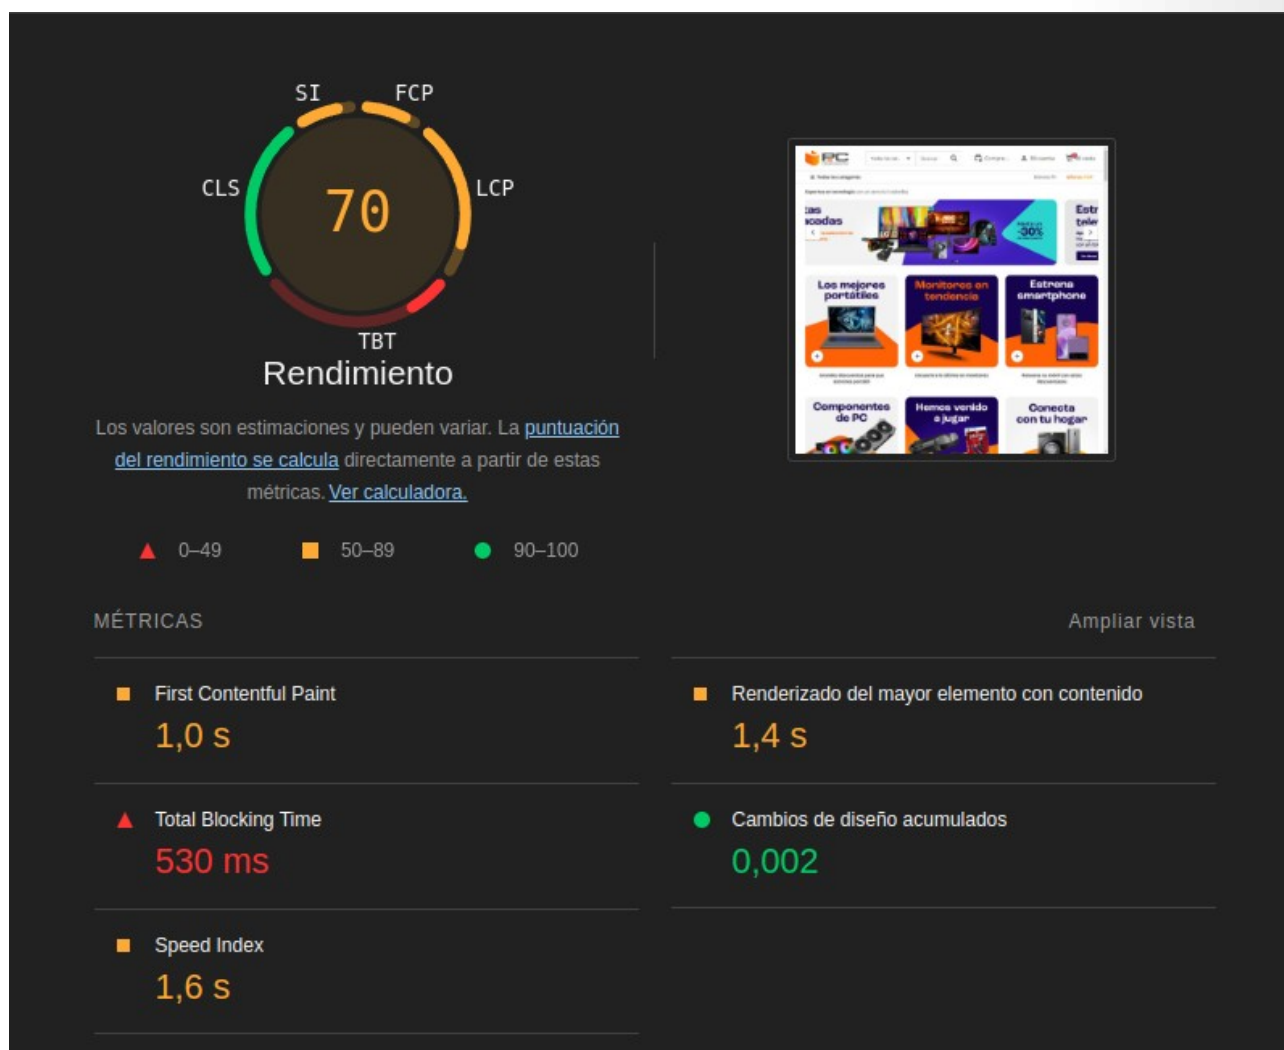 SI
FCP
CLS
LCP
70
TBT
Rendimiento
Los valores son estimaciones y pueden variar. La puntuación
del rendimiento se calcula directamente a partir de estas
métricas. Ver calculadora.
0–49
50–89
90–100
PC
-30%
Los mejores
portátiles
Monitores en
tendencia
Estrena
smartphone
Componentes
de PC
Hemos venido
a jugar
Conecta
con tu hogar
MÉTRICAS
Ampliar vista
First Contentful Paint
1,0 s
Renderizado del mayor elemento con contenido
1,4 s
Total Blocking Time
530 ms
Cambios de diseño acumulados
0,002
Speed Index
1,6 s